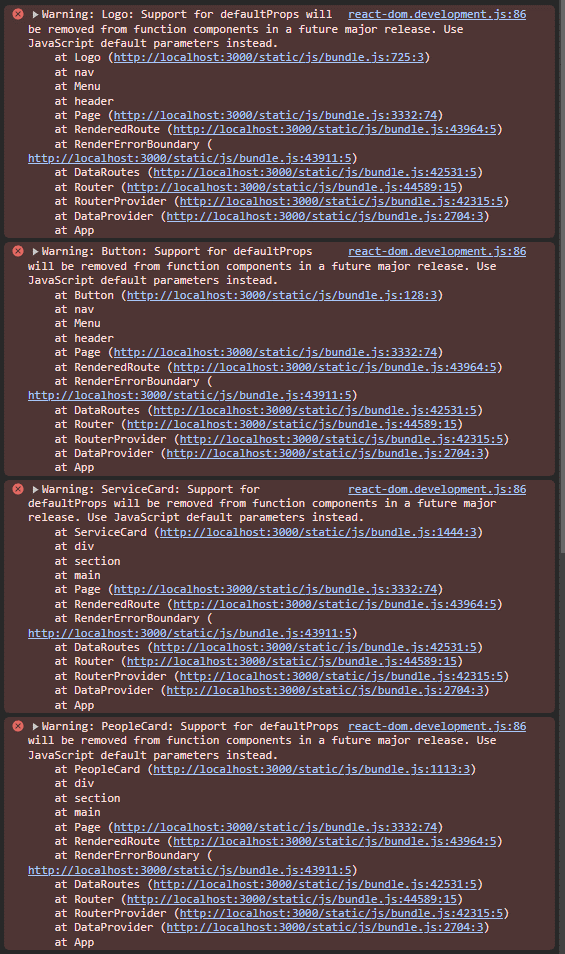 Warning: Logo: Support for defaultProps will react-dom.development.js:86
be removed from function components in a future major release. Use
JavaScript default parameters instead.
at Logo (http://localhost:3000/static/js/bundle.js:725:3)
at nav
at Menu
at header
at Page (http://localhost:3000/static/js/bundle.js:3332:74)
at RenderedRoute (http://localhost:3000/static/js/bundle.js:43964:5)
at RenderErrorBoundary (
http://localhost:3000/static/js/bundle.js:43911:5)
at DataRoutes (http://localhost:3000/static/js/bundle.js:42531:5)
at Router (http://localhost:3000/static/js/bundle.js:44589:15)
at RouterProvider (http://localhost:3000/static/js/bundle.js:42315:5)
at DataProvider (http://localhost:3000/static/js/bundle.js:2704:3)
at App
Warning: Button: Support for defaultProps react-dom.development.js:86
will be removed from function components in a future major release. Use
JavaScript default parameters instead.
at Button (http://localhost:3000/static/js/bundle.js:128:3)
at nav
at Menu
at header
at Page (http://localhost:3000/static/js/bundle.js:3332:74)
at RenderedRoute (http://localhost:3000/static/js/bundle.js:43964:5)
at RenderErrorBoundary (
http://localhost:3000/static/js/bundle.js:43911:5)
at DataRoutes (http://localhost:3000/static/js/bundle.js:42531:5)
at Router (http://localhost:3000/static/js/bundle.js:44589:15)
at RouterProvider (http://localhost:3000/static/js/bundle.js:42315:5)
at DataProvider (http://localhost:3000/static/js/bundle.js:2704:3)
at App
Warning: ServiceCard: Support for react-dom.development.js:86
defaultProps will be removed from function components in a future major
release. Use JavaScript default parameters instead.
at ServiceCard (http://localhost:3000/static/js/bundle.js:1444:3)
at div
at section
at main
at Page (http://localhost:3000/static/js/bundle.js:3332:74)
at RenderedRoute (http://localhost:3000/static/js/bundle.js:43964:5)
at RenderErrorBoundary (
http://localhost:3000/static/js/bundle.js:43911:5)
at DataRoutes (http://localhost:3000/static/js/bundle.js:42531:5)
at Router (http://localhost:3000/static/js/bundle.js:44589:15)
at RouterProvider (http://localhost:3000/static/js/bundle.js:42315:5)
at DataProvider (http://localhost:3000/static/js/bundle.js:2704:3)
at App
Warning: PeopleCard: Support for defaultProps react-dom.development.js:86
will be removed from function components in a future major release. Use
JavaScript default parameters instead.
at PeopleCard (http://localhost:3000/static/js/bundle.js:1113:3)
at div
at section
at main
at Page (http://localhost:3000/static/js/bundle.js:3332:74)
at RenderedRoute (http://localhost:3000/static/js/bundle.js:43964:5)
at RenderErrorBoundary (
http://localhost:3000/static/js/bundle.js:43911:5)
at DataRoutes (http://localhost:3000/static/js/bundle.js:42531:5)
at Router (http://localhost:3000/static/js/bundle.js:44589:15)
at RouterProvider (http://localhost:3000/static/js/bundle.js:42315:5)
at DataProvider (http://localhost:3000/static/js/bundle.js:2704:3)
at App